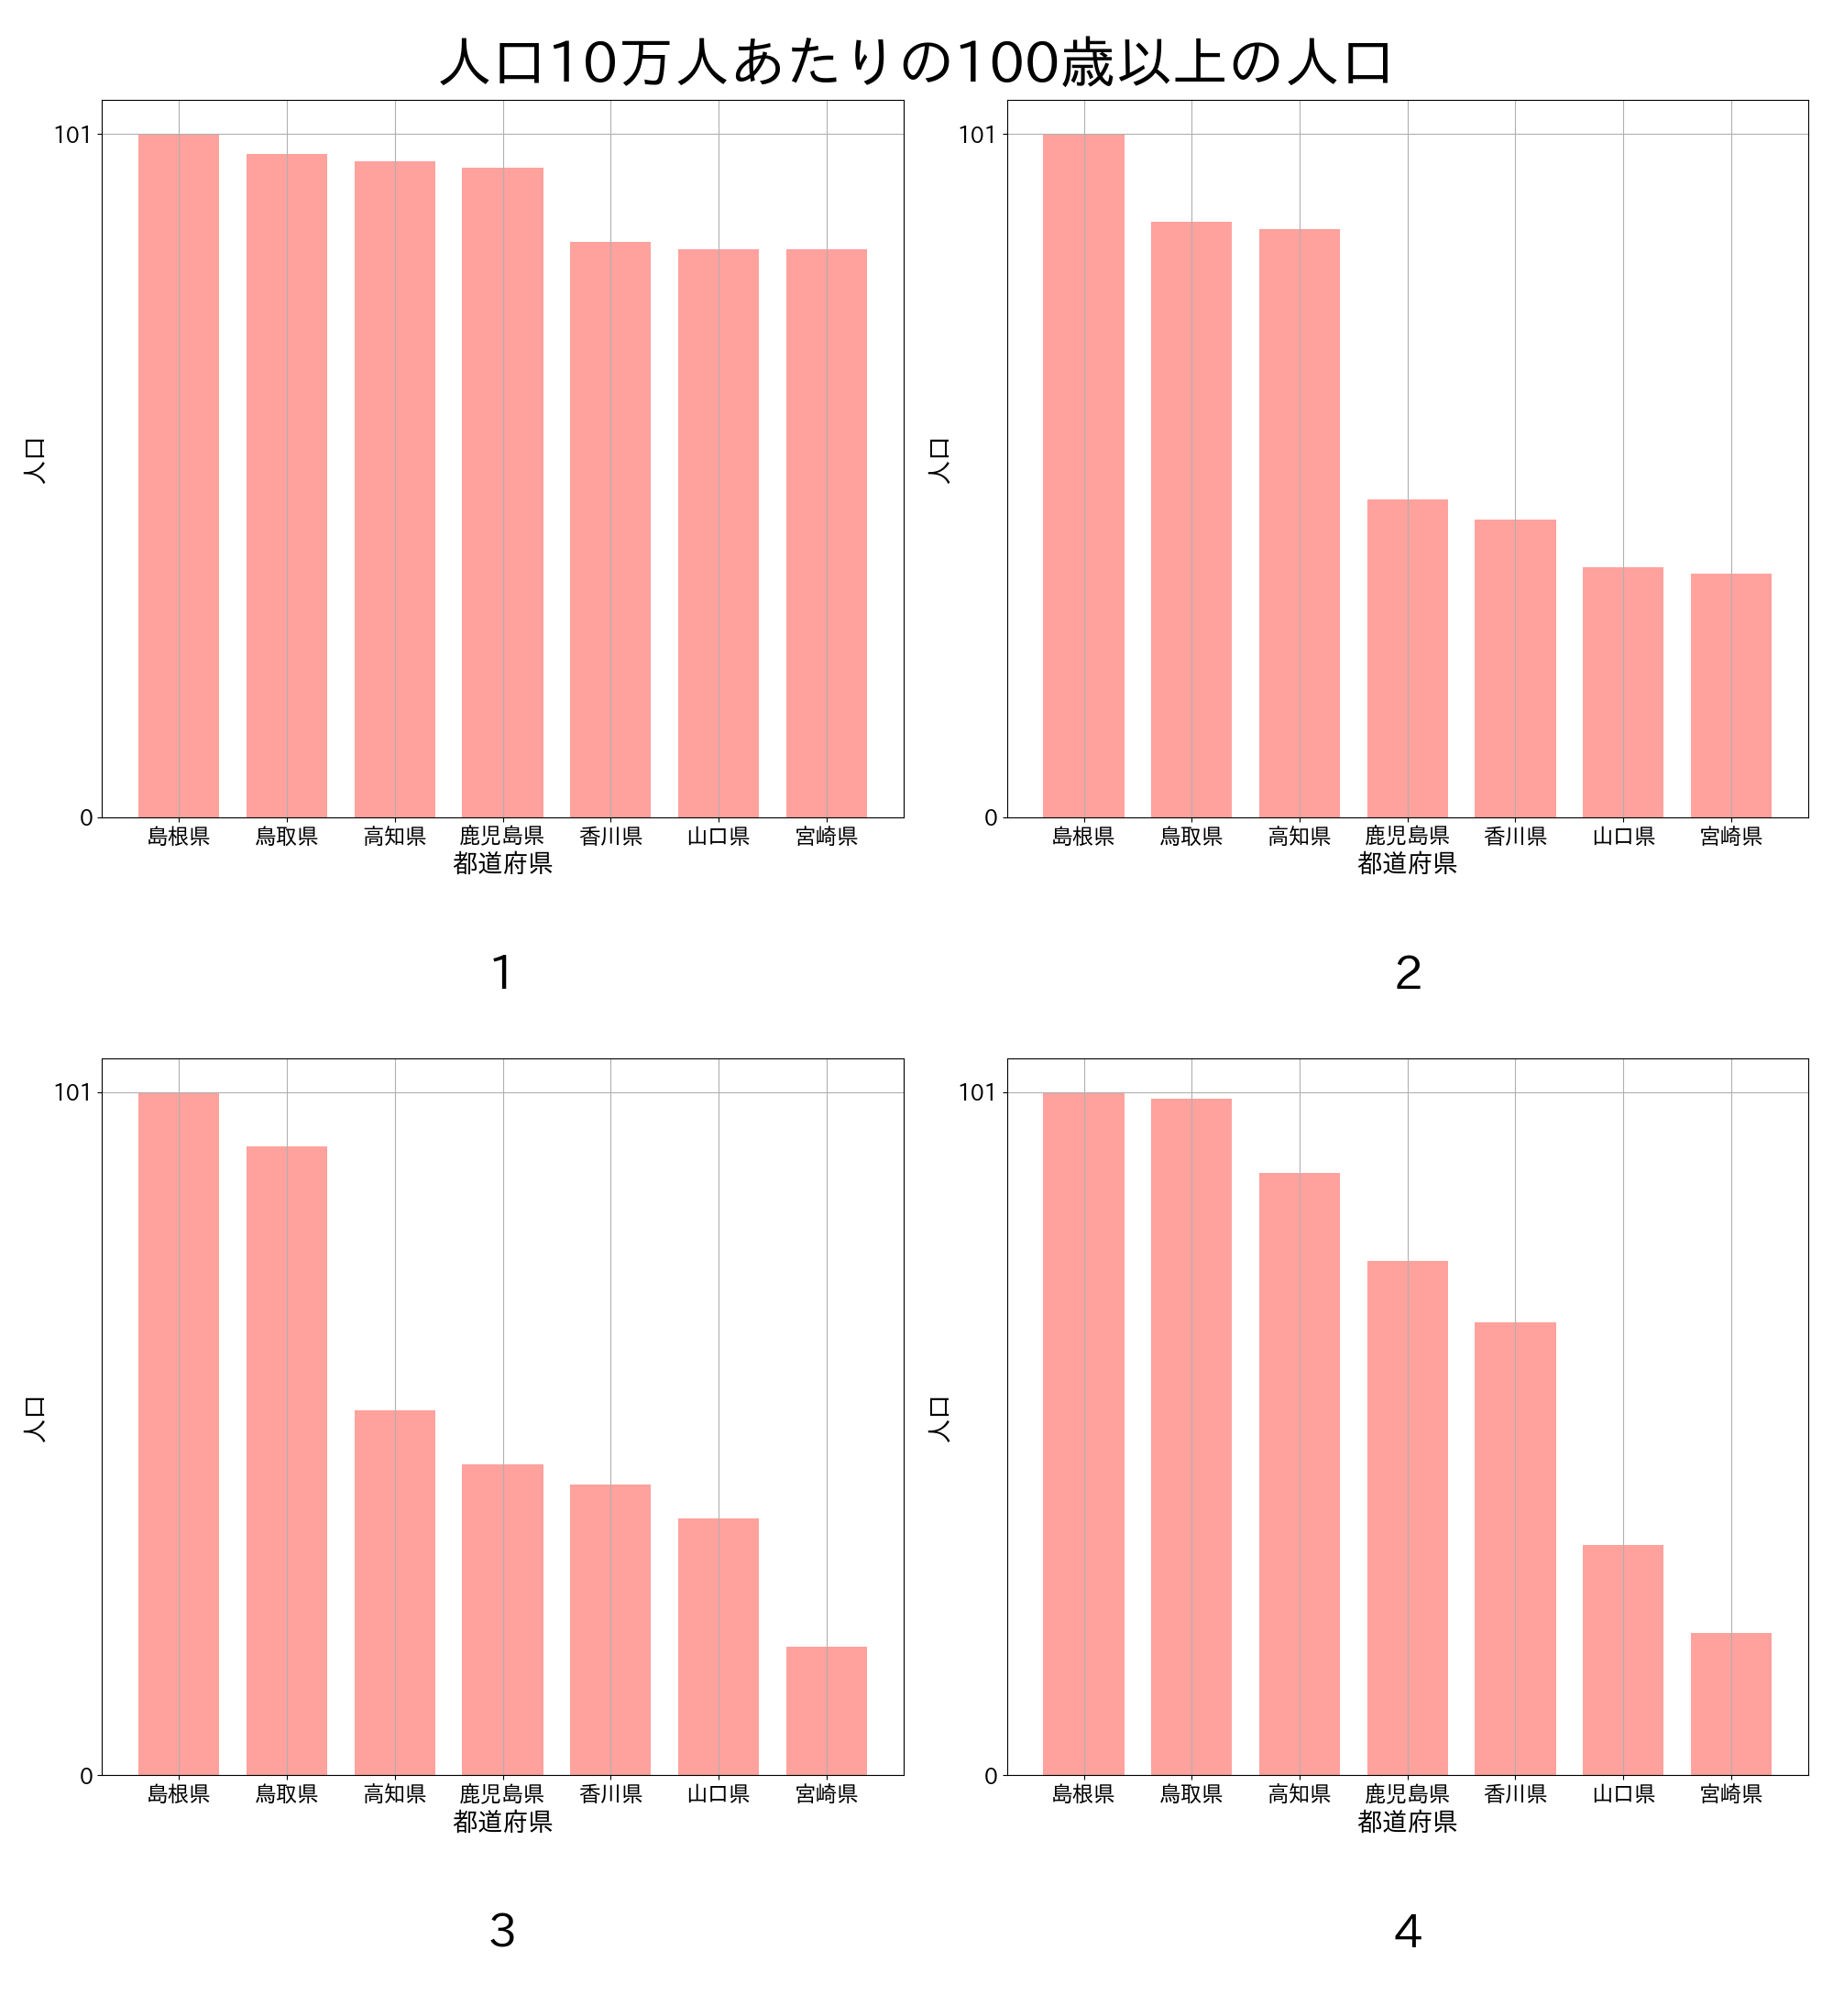 人口10万人あたりの100歳以上の人口
101
0
人口
島根県 鳥取県 高知県 鹿児島県 香川県 山口県 宮崎県
都道府県
1
101
0
人口
島根県 鳥取県 高知県 鹿児島県 香川県 山口県 宮崎県
都道府県
2
101
0
人口
島根県 鳥取県 高知県 鹿児島県 香川県 山口県 宮崎県
都道府県
3
101
0
人口
島根県 鳥取県 高知県 鹿児島県 香川県 山口県 宮崎県
都道府県
4